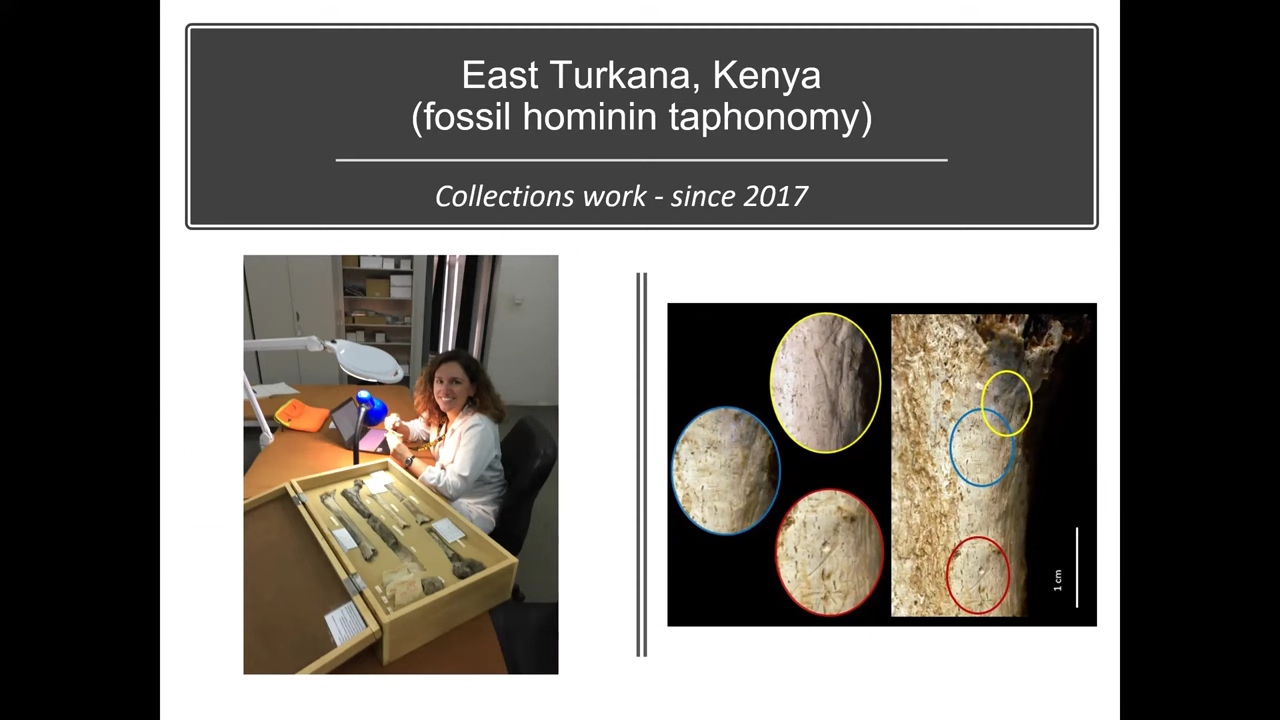 East Turkana, Kenya
(fossil hominin taphonomy)
Collections work - since 2017
1 cm